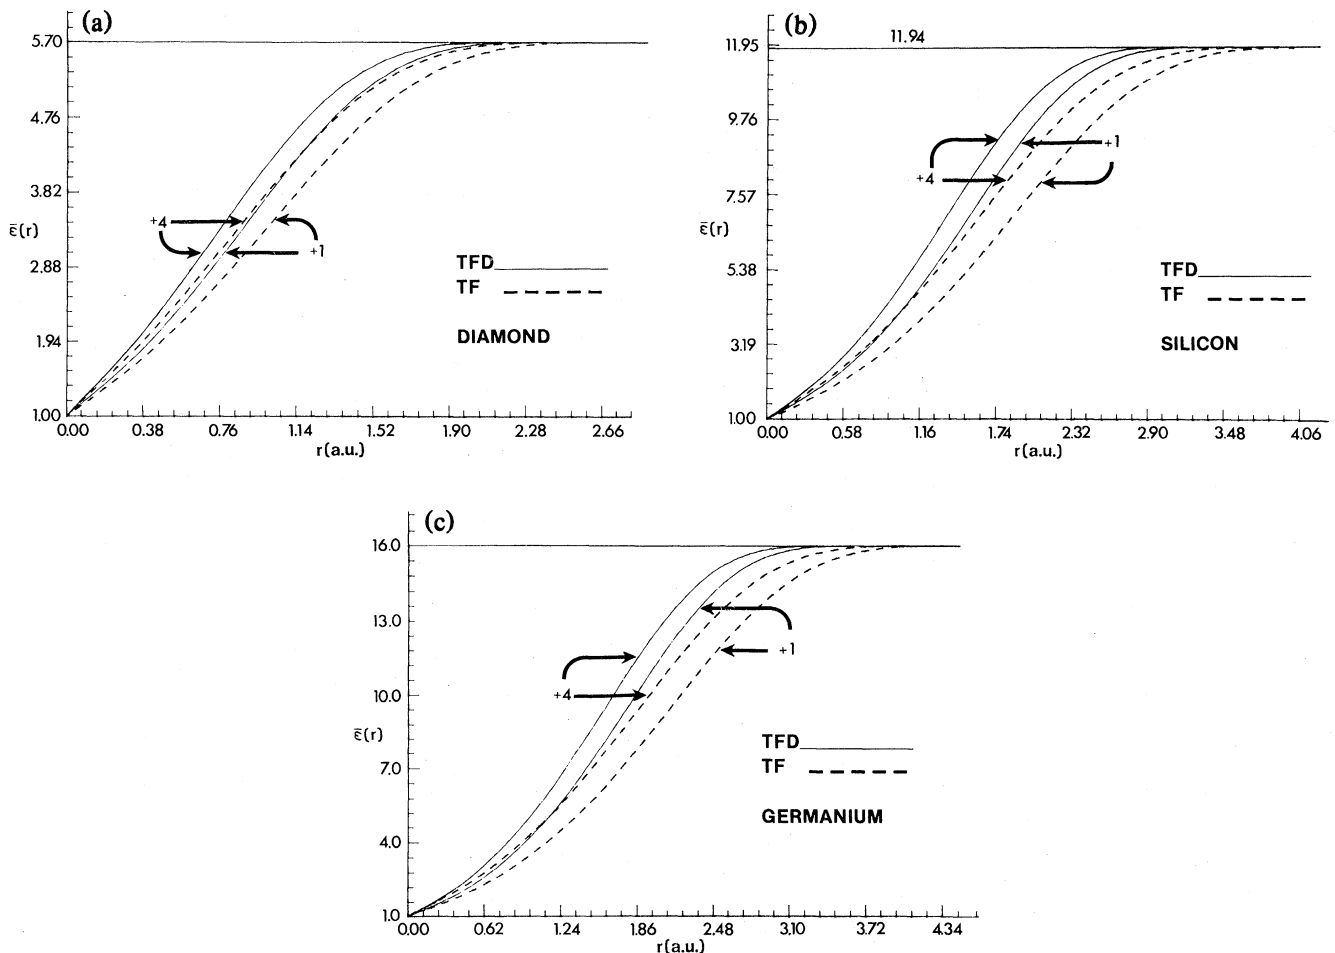 (a)
5.70
4.76
3.82
2.88
1.94
1.00
ε̄(r)
+4
+1
TFD
TF
DIAMOND
0.00 0.38 0.76 1.14 1.52 1.90 2.28 2.66
r(a.u.)
(b)
11.94
11.95
9.76
7.57
5.38
3.19
1.00
ε̄(r)
+4
+1
TFD
TF
SILICON
0.00 0.58 1.16 1.74 2.32 2.90 3.48 4.06
r(a.u.)
(c)
16.0
13.0
10.0
7.0
4.0
1.0
ε̄(r)
+4
+1
TFD
TF
GERMANIUM
0.00 0.62 1.24 1.86 2.48 3.10 3.72 4.34
r(a.u.)